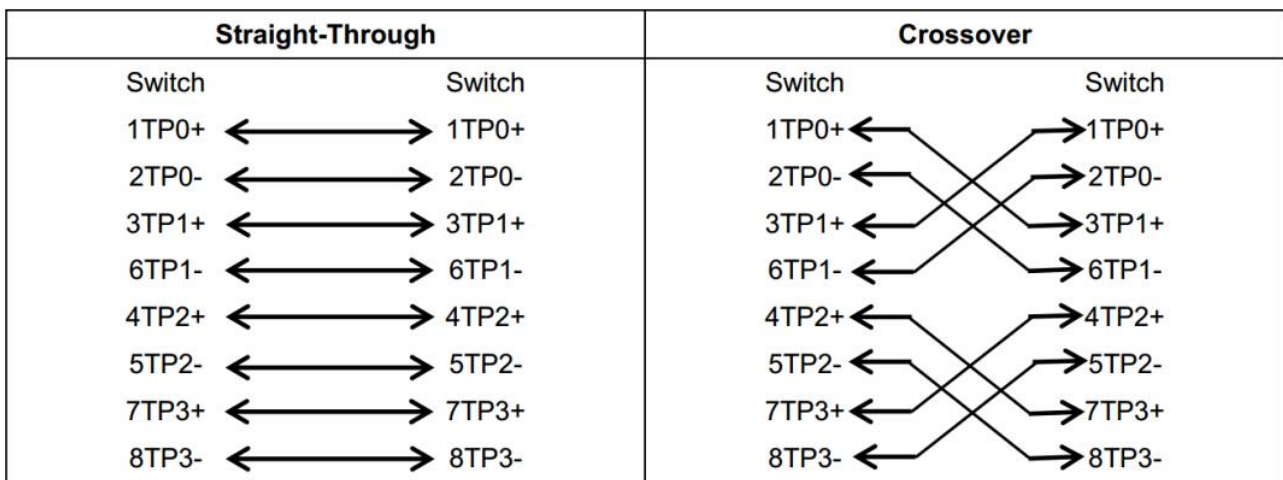 Straight-Through Crossover
Switch Switch Switch Switch
1TP0+ 1TP0+ 1TP0+ 1TP0+
2TP0- 2TP0- 2TP0- 2TP0-
3TP1+ 3TP1+ 3TP1+ 3TP1+
6TP1- 6TP1- 6TP1- 6TP1-
4TP2+ 4TP2+ 4TP2+ 4TP2+
5TP2- 5TP2- 5TP2- 5TP2-
7TP3+ 7TP3+ 7TP3+ 7TP3+
8TP3- 8TP3- 8TP3- 8TP3-